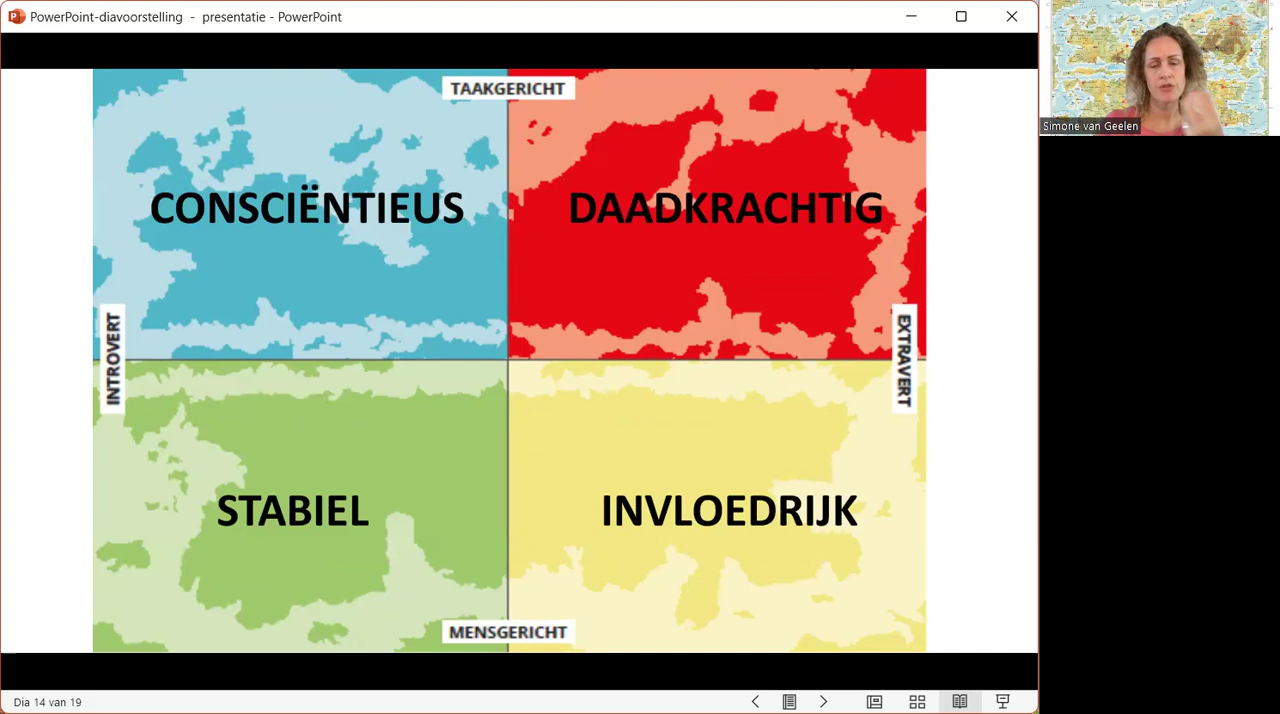 PowerPoint-diavoorstelling - presentatie - PowerPoint
Simone van Geelen
TAAKGERICHT
CONSCIËNTIEUS
DAADKRACHTIG
INTROVERT
EXTRAVERT
STABIEL
INVLOEDRIJK
MENSGERICHT
Dia 14 van 19